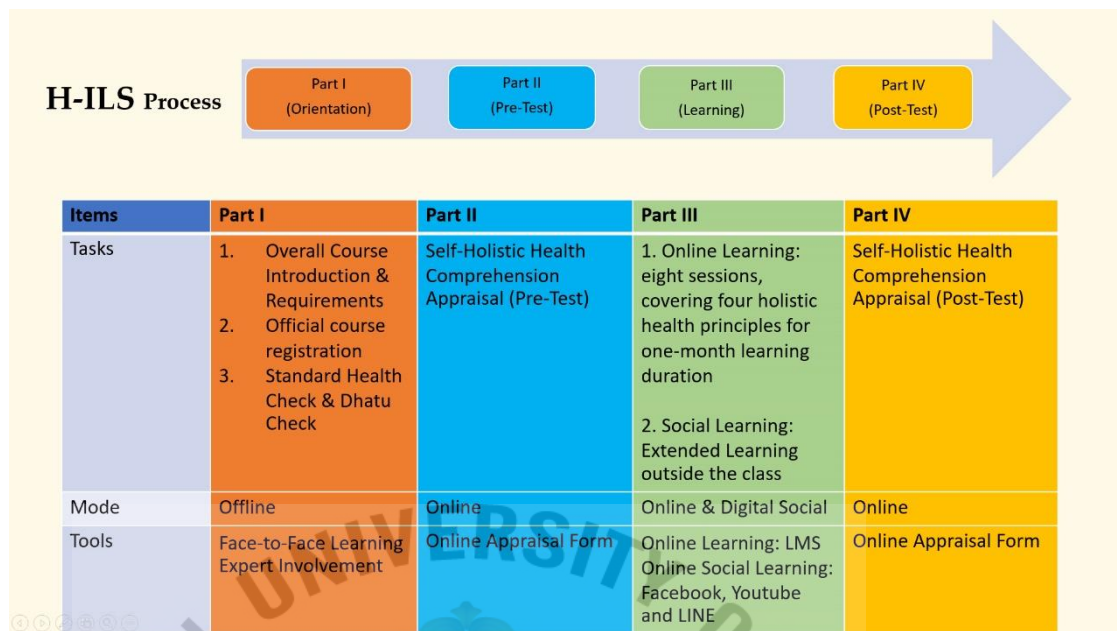 H-ILS Process
Part I
(Orientation)
Part II
(Pre-Test)
Part III
(Learning)
Part IV
(Post-Test)
Items
Part I
Part II
Part III
Part IV
Tasks
1. Overall Course
Introduction &
Requirements
2. Official course
registration
3. Standard Health
Check & Dhatu
Check
Self-Holistic Health
Comprehension
Appraisal (Pre-Test)
1. Online Learning:
eight sessions,
covering four holistic
health principles for
one-month learning
duration
2. Social Learning:
Extended Learning
outside the class
Self-Holistic Health
Comprehension
Appraisal (Post-Test)
Mode
Offline
Online
Online & Digital Social
Online
Tools
Face-to-Face Learning
Expert Involvement
Online Appraisal Form
Online Learning: LMS
Online Social Learning:
Facebook, Youtube
and LINE
Online Appraisal Form
UNIVERSITY